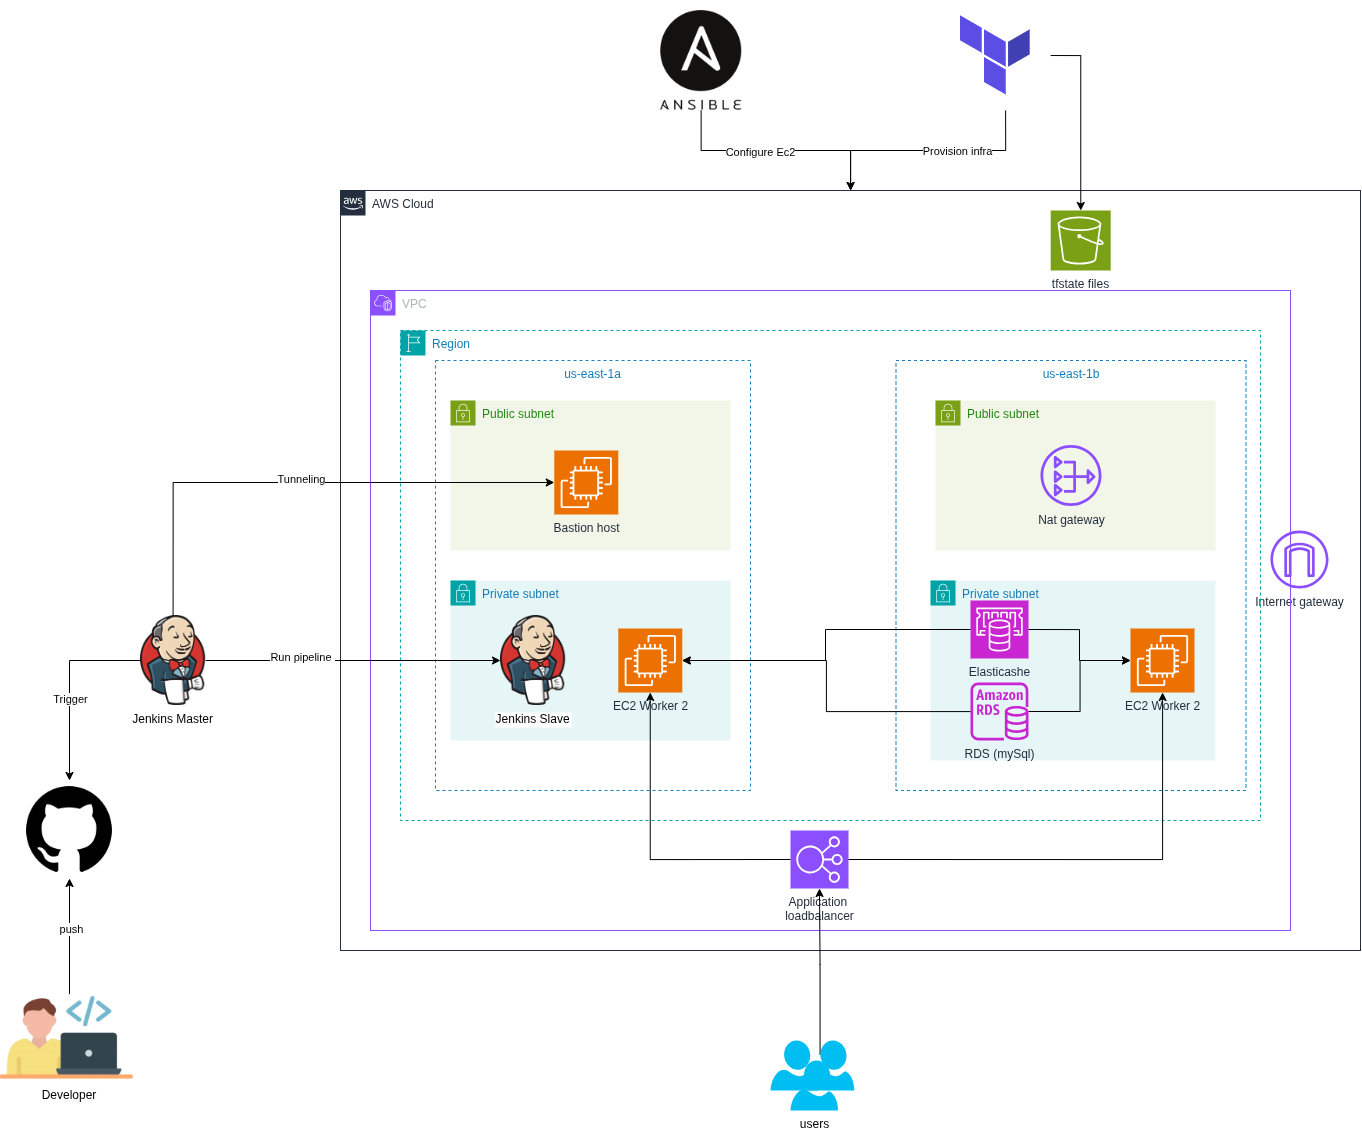 ANSIBLE
Configure Ec2
Provision infra
aws
AWS Cloud
tfstate files
VPC
Region
us-east-1a
us-east-1b
Public subnet
Public subnet
Tunneling
Bastion host
Nat gateway
Private subnet
Private subnet
Internet gateway
Run pipeline
Elasticashe
Trigger
Amazon
RDS
EC2 Worker 2
EC2 Worker 2
Jenkins Master
Jenkins Slave
RDS (mySql)
Application
loadbalancer
push
</>
Developer
users